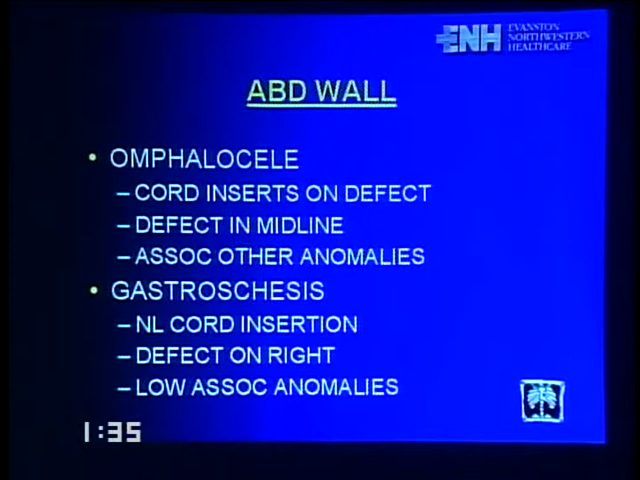 ENH EVANSTON
NORTHWESTERN
HEALTHCARE
ABD WALL
• OMPHALOCELE
– CORD INSERTS ON DEFECT
– DEFECT IN MIDLINE
– ASSOC OTHER ANOMALIES
• GASTROSCHESIS
– NL CORD INSERTION
– DEFECT ON RIGHT
– LOW ASSOC ANOMALIES
1:35